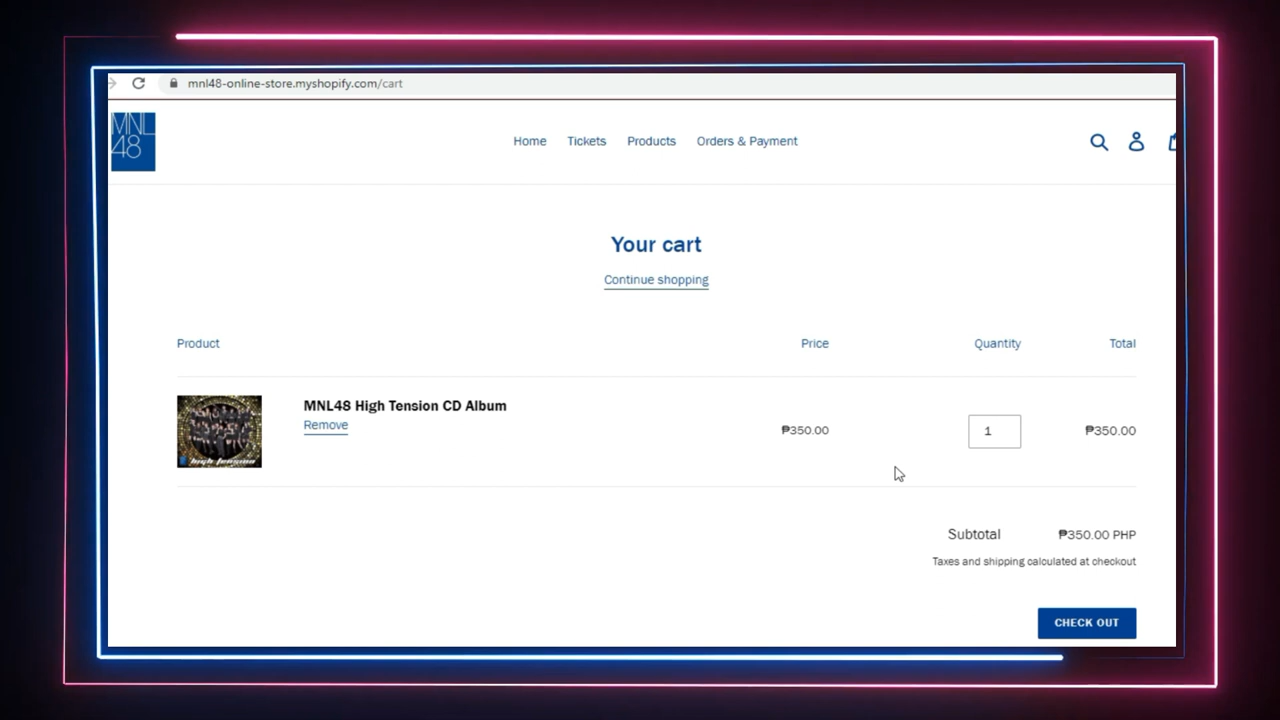 mnl48-online-store.myshopify.com/cart
MNL
48
Home Tickets Products Orders & Payment
Your cart
Continue shopping
Product Price Quantity Total
MNL48 High Tension CD Album
Remove
₱350.00 1 ₱350.00
high tension
Subtotal ₱350.00 PHP
Taxes and shipping calculated at checkout
CHECK OUT